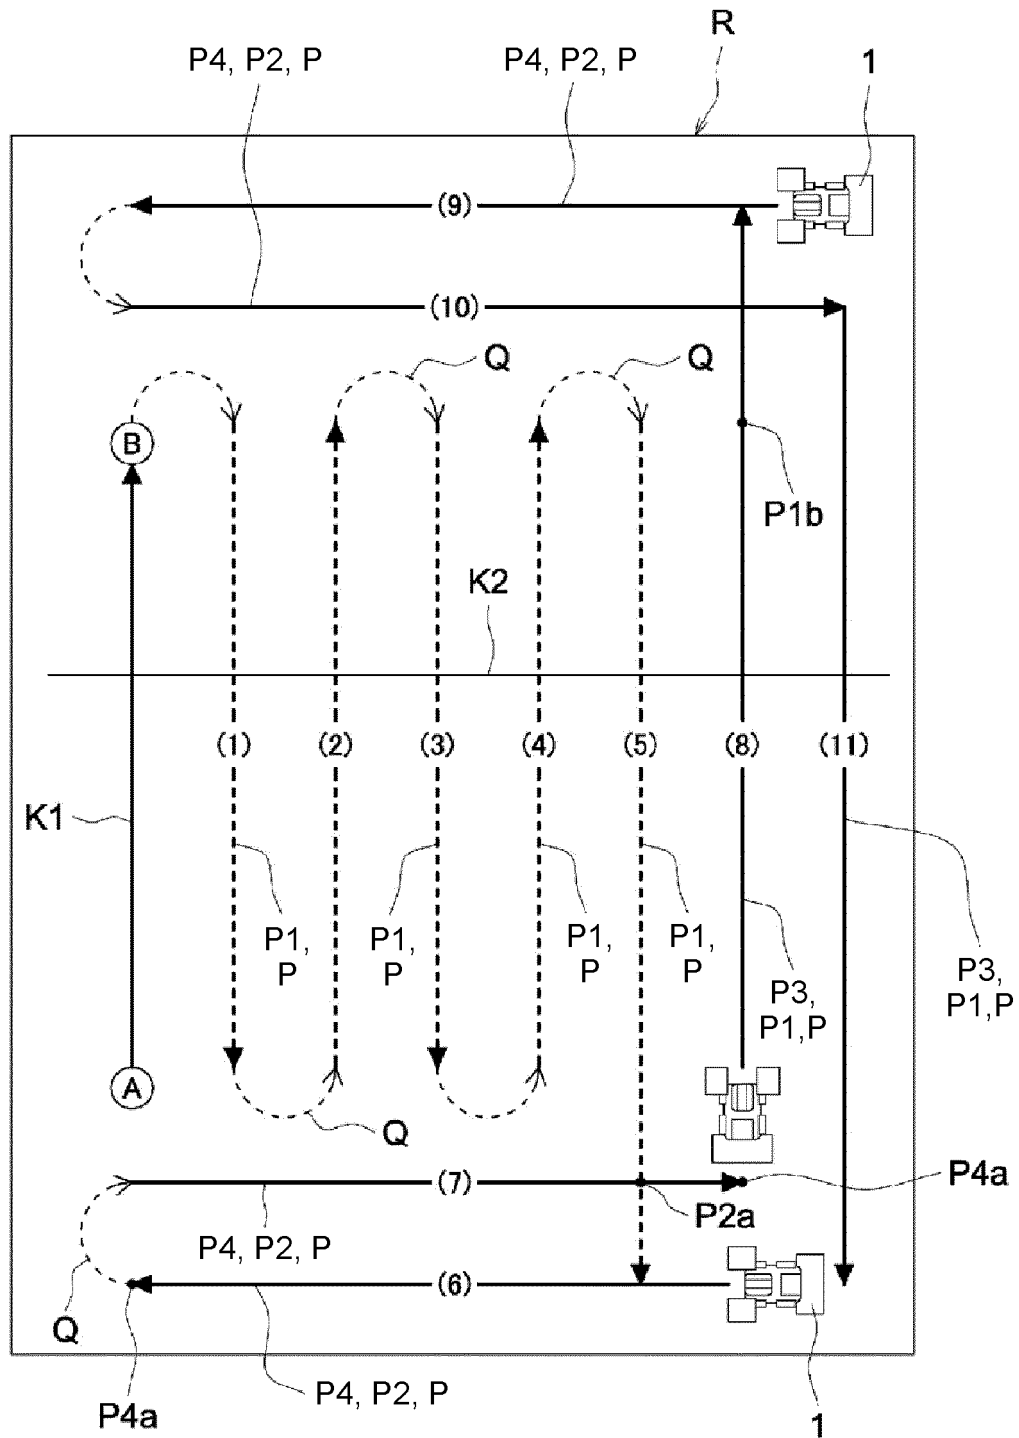 R
P4, P2, P
P4, P2, P
1
(9)
(10)
Q
Q
B
P1b
K2
(1)
(2)
(3)
(4)
(5)
(8)
(11)
K1
P1,
P
P1,
P
P1,
P
P1,
P
P3,
P1,P
P3,
P1,P
A
Q
(7)
P4a
P2a
P4, P2, P
(6)
Q
P4, P2, P
P4a
1